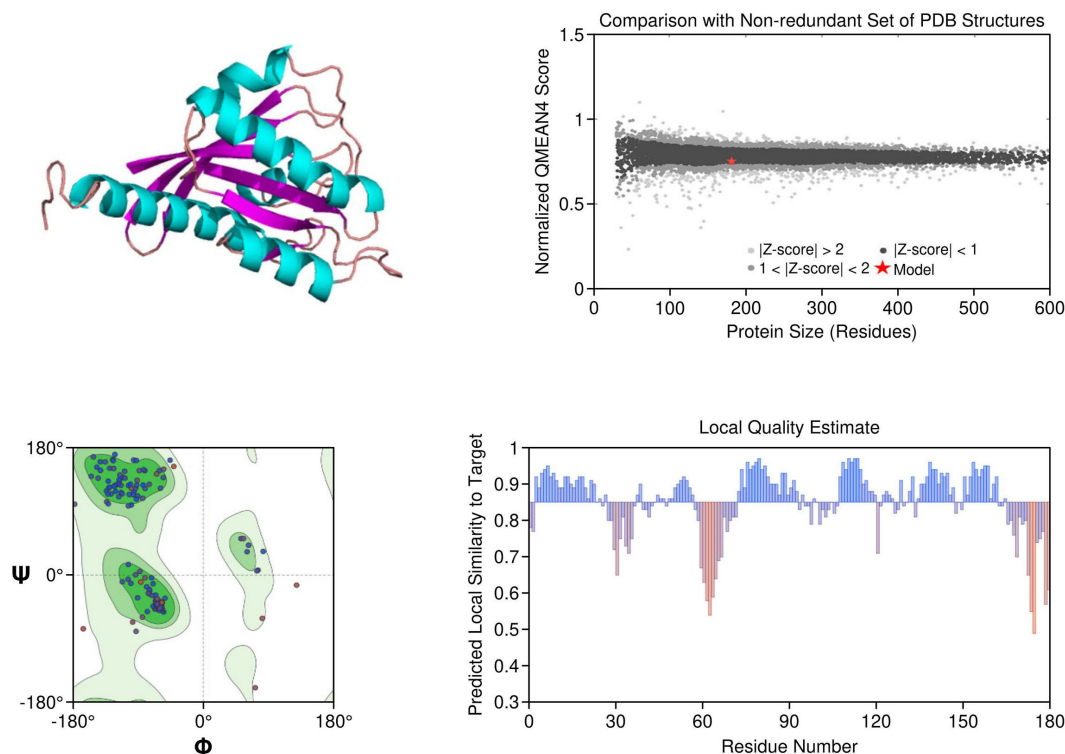 Comparison with Non-redundant Set of PDB Structures
Normalized QMEAN4 Score
1.5
1
0.5
0
|Z-score| > 2
|Z-score| < 1
1 < |Z-score| < 2
Model
0
100
200
300
400
500
600
Protein Size (Residues)
180°
Ψ
0°
-180°
-180°
0°
180°
Φ
Local Quality Estimate
Predicted Local Similarity to Target
1
0.9
0.8
0.7
0.6
0.5
0.4
0.3
0
30
60
90
120
150
180
Residue Number